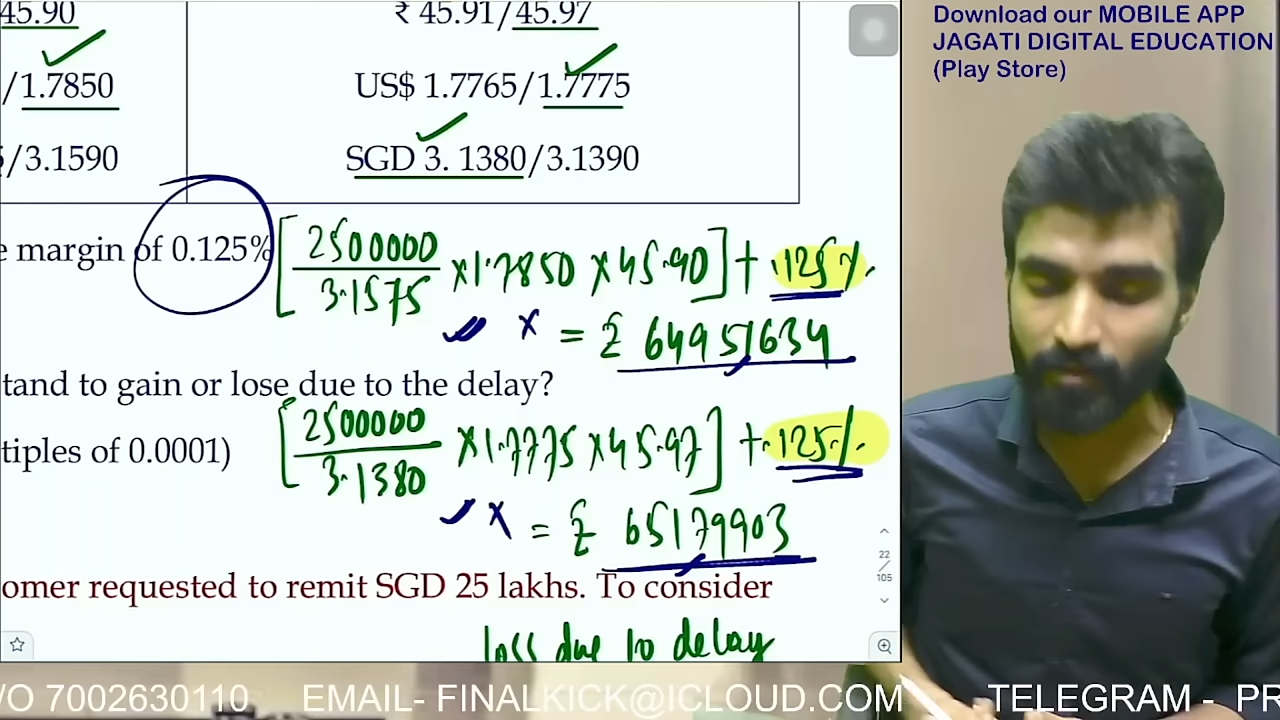 45.90
₹ 45.91/45.97
/1.7850
US$ 1.7765/1.7775
/3.1590
SGD 3. 1380/3.1390
e margin of 0.125%
[2500000/3.1575 × 1.7850 × 45.90] + .125%.
x = ₹ 64951634
tand to gain or lose due to the delay?
[2500000/3.1380 × 1.7775 × 45.97] + .125%.
tiples of 0.0001)
x = ₹ 65179903
omer requested to remit SGD 25 lakhs. To consider
loss due to delay
22
105
Download our MOBILE APP
JAGATI DIGITAL EDUCATION
(Play Store)
/O 7002630110 EMAIL- FINALKICK@ICLOUD.COM TELEGRAM - PR